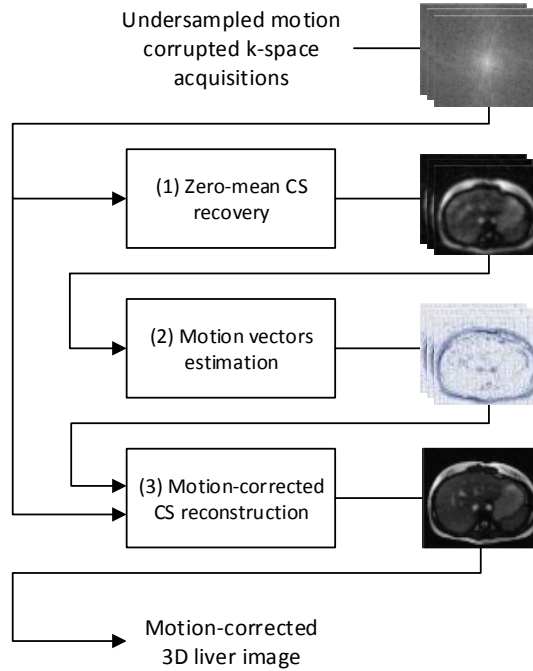 Undersampled motion
corrupted k-space
acquisitions
(1) Zero-mean CS
recovery
(2) Motion vectors
estimation
(3) Motion-corrected
CS reconstruction
Motion-corrected
3D liver image